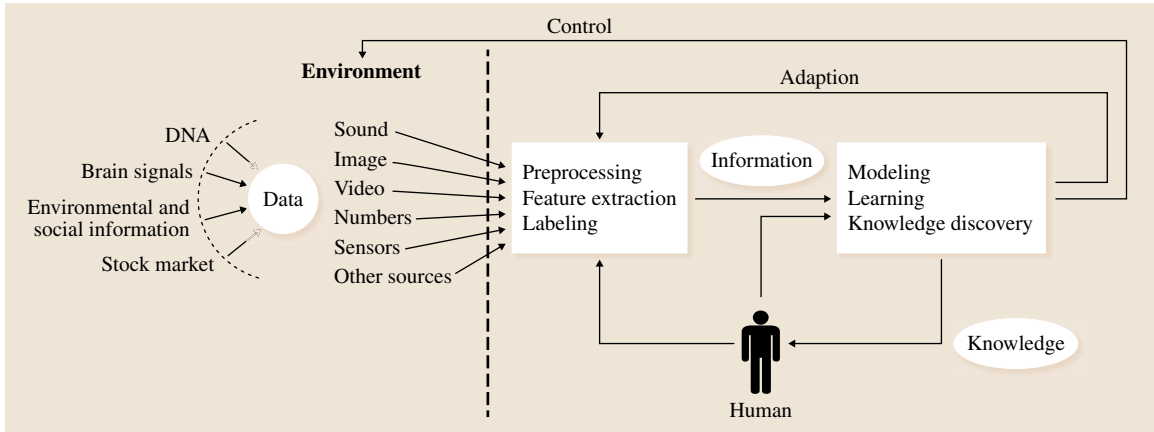 Control
Environment
Adaption
DNA
Brain signals
Environmental and
social information
Stock market
Data
Sound
Image
Video
Numbers
Sensors
Other sources
Preprocessing
Feature extraction
Labeling
Information
Modeling
Learning
Knowledge discovery
Knowledge
Human